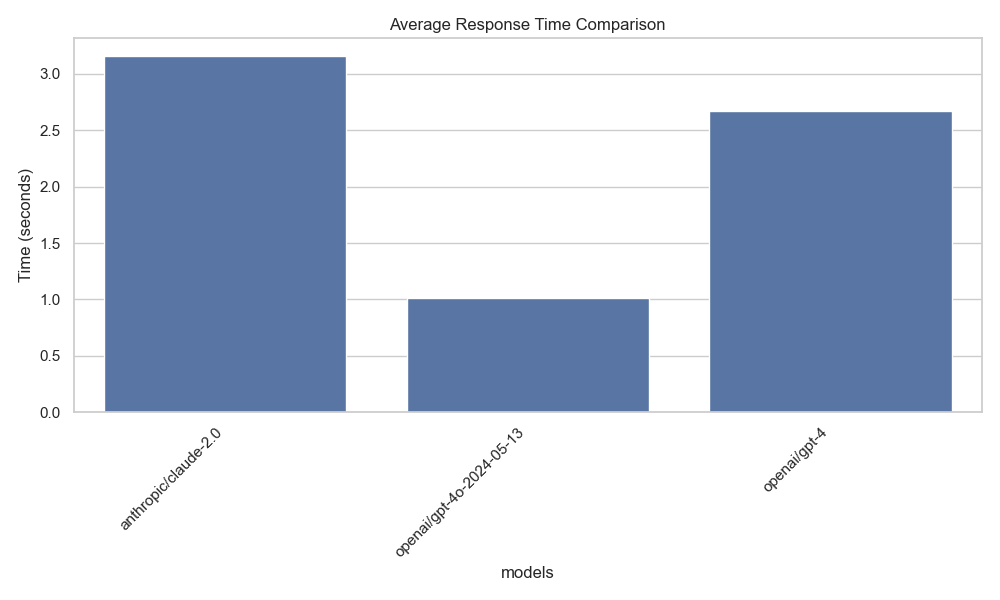 Average Response Time Comparison
Time (seconds)
3.0
2.5
2.0
1.5
1.0
0.5
0.0
anthropic/claude-2.0
openai/gpt-4o-2024-05-13
openai/gpt-4
models